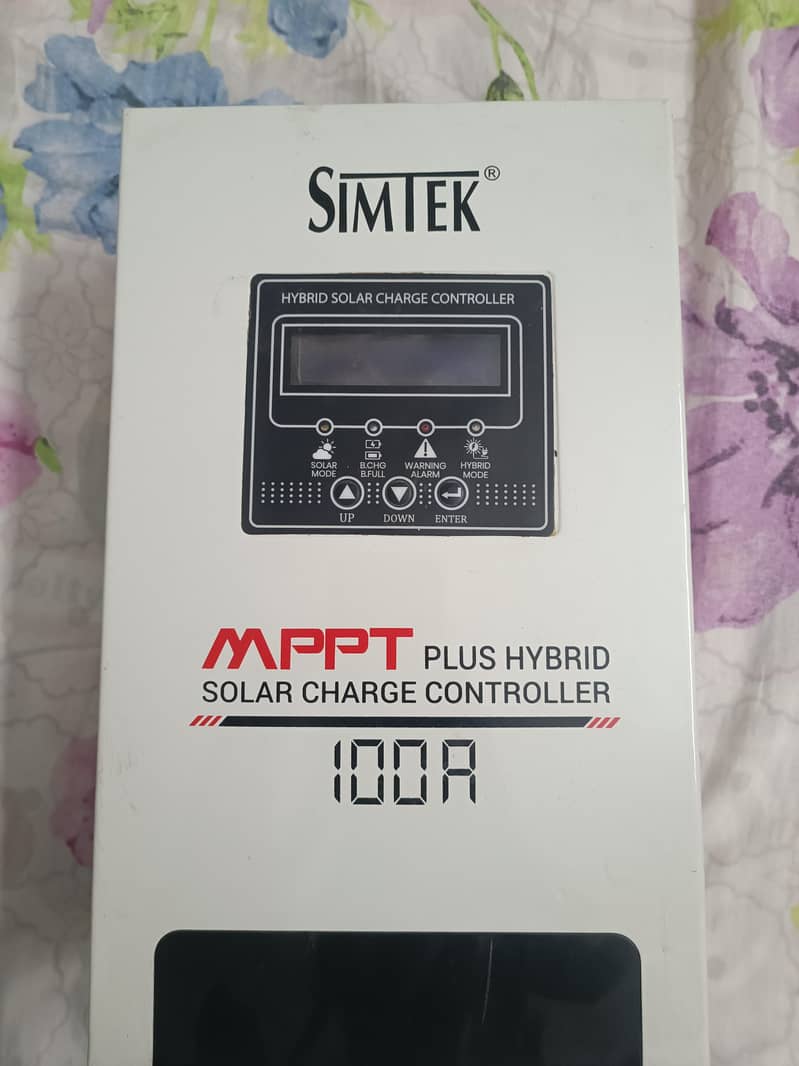 SIMTEK®
HYBRID SOLAR CHARGE CONTROLLER
SOLAR MODE
B.CHG B.FULL
WARNING ALARM
HYBRID MODE
UP DOWN ENTER
MPPT PLUS HYBRID
SOLAR CHARGE CONTROLLER
100A